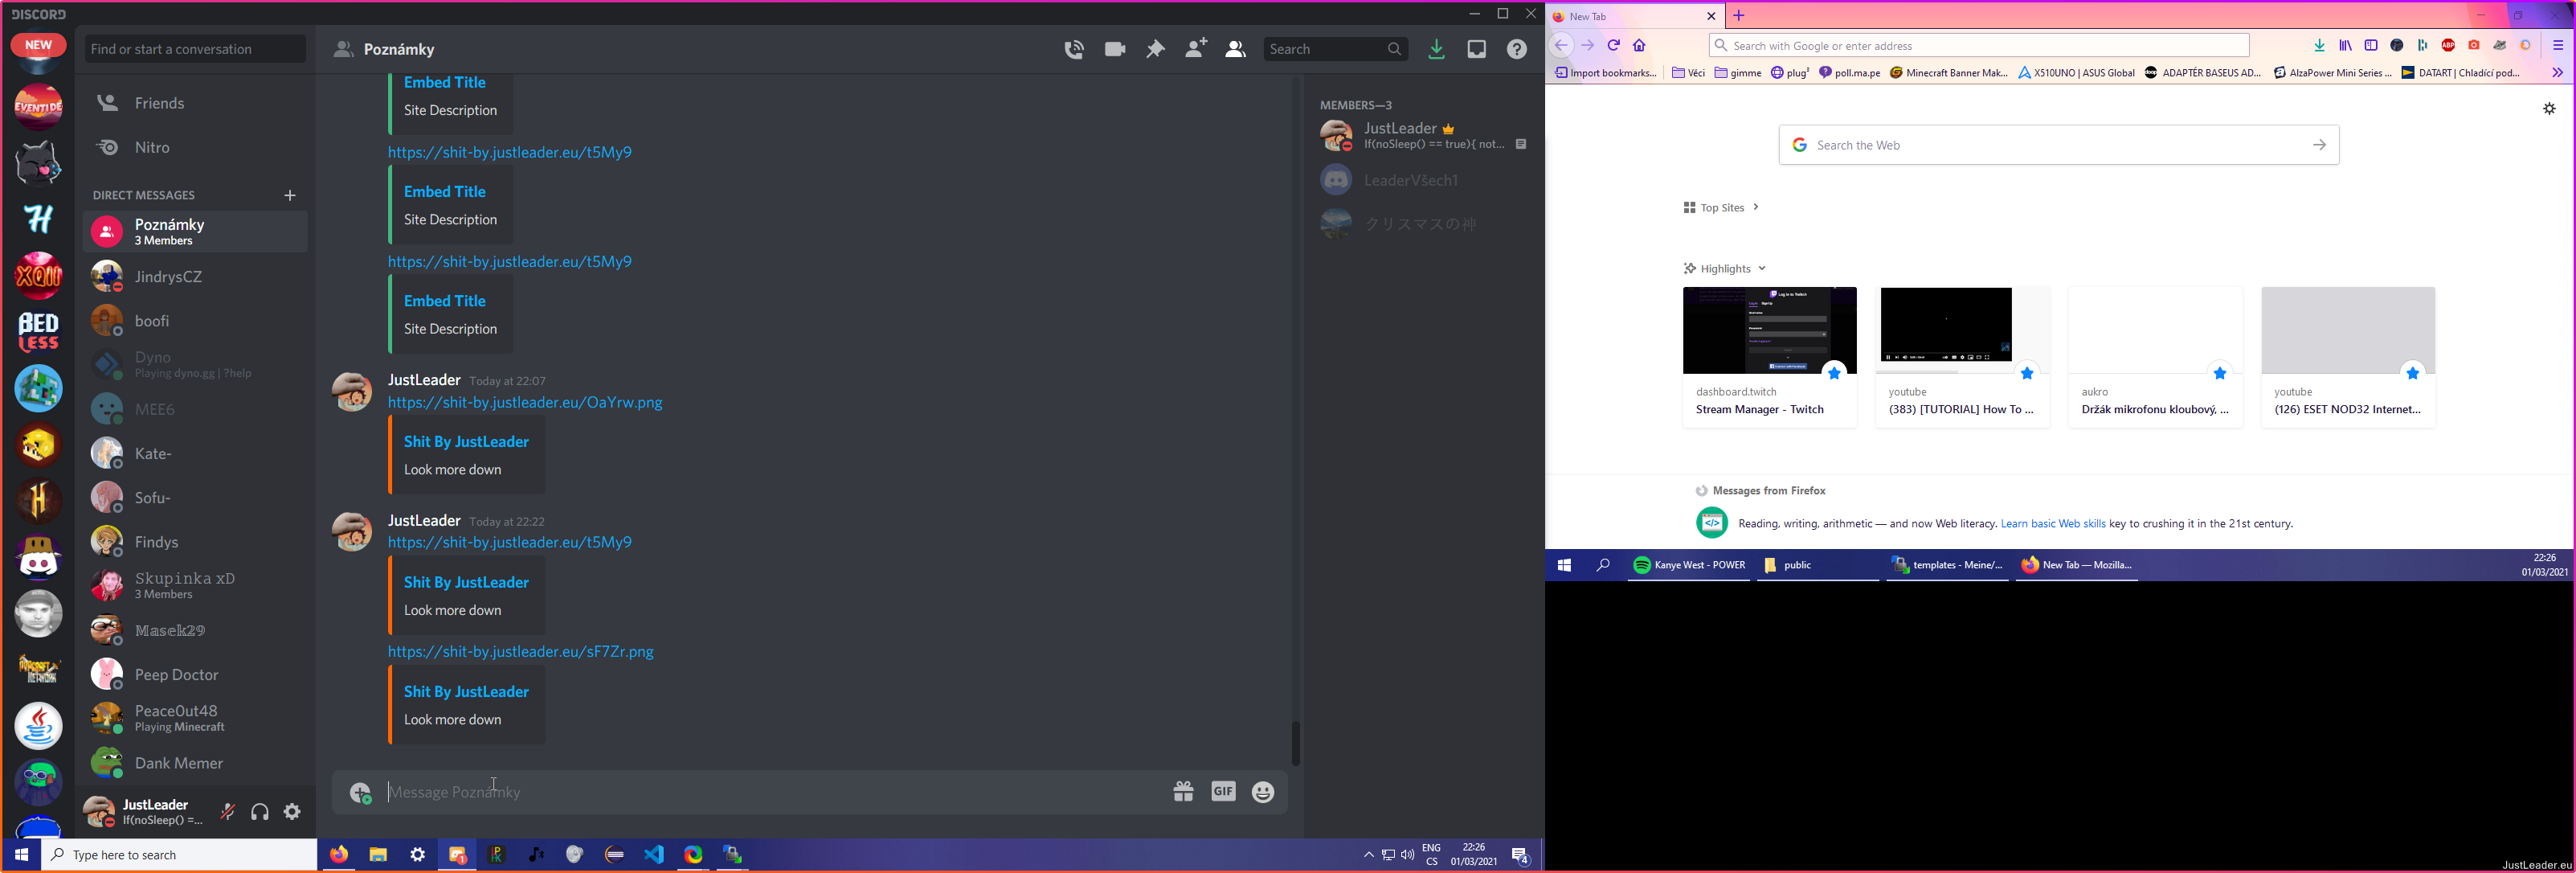 DISCORD
NEW
EVENTIDE
H
XQII
BED
LESS
Find or start a conversation
Friends
Nitro
DIRECT MESSAGES
Poznámky
3 Members
JindrysCZ
boofi
Dyno
Playing dyno.gg | ?help
MEE6
Kate-
Sofu-
Findys
𝚂𝚔𝚞𝚙𝚒𝚗𝚔𝚊 𝚡𝙳
3 Members
𝕄𝕒𝕤𝕖𝕜𝟚𝟡
Peep Doctor
Peace0ut48
Playing Minecraft
Dank Memer
JustLeader
If(noSleep() =...
Poznámky
Search
Embed Title
Site Description
https://shit-by.justleader.eu/t5My9
Embed Title
Site Description
https://shit-by.justleader.eu/t5My9
Embed Title
Site Description
JustLeader Today at 22:07
https://shit-by.justleader.eu/OaYrw.png
Shit By JustLeader
Look more down
JustLeader Today at 22:22
https://shit-by.justleader.eu/t5My9
Shit By JustLeader
Look more down
https://shit-by.justleader.eu/sF7Zr.png
Shit By JustLeader
Look more down
Message Poznámky
GIF
MEMBERS—3
JustLeader
If(noSleep() == true){ not...
LeaderVšech1
クリスマスの神
Type here to search
1
ENG
CS
22:26
01/03/2021
4
New Tab
Search with Google or enter address
ABP
Import bookmarks... Věci gimme plug³ poll.ma.pe Minecraft Banner Mak... X510UNO | ASUS Global ADAPTÉR BASEUS AD... AlzaPower Mini Series ... DATART | Chladící pod...
Search the Web
Top Sites
Highlights
dashboard.twitch
Stream Manager - Twitch
youtube
(383) [TUTORIAL] How To ...
aukro
Držák mikrofonu kloubový, ...
youtube
(126) ESET NOD32 Internet...
Messages from Firefox
Reading, writing, arithmetic — and now Web literacy. Learn basic Web skills key to crushing it in the 21st century.
Kanye West - POWER
public
templates - Meine/...
New Tab — Mozilla...
22:26
01/03/2021
JustLeader.eu